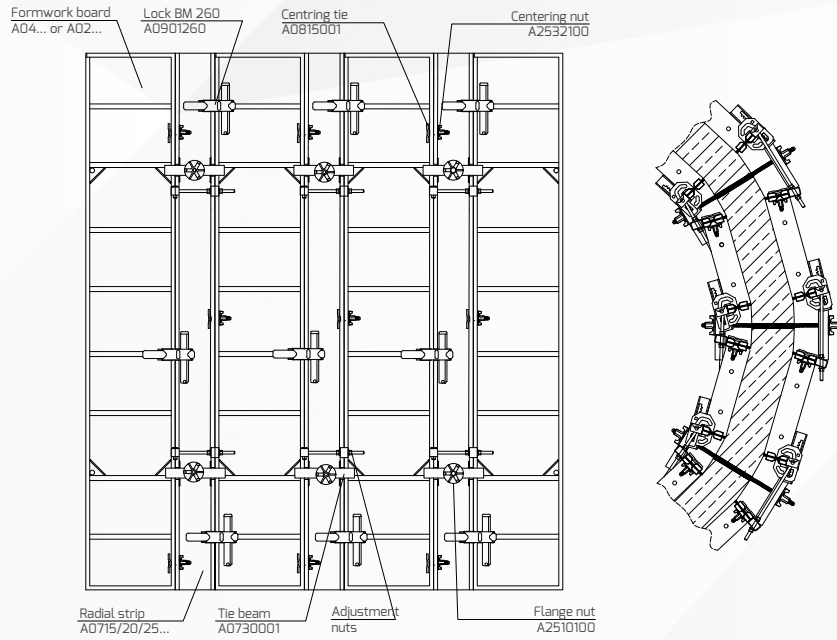 Formwork board
A04... or A02...
Lock BM 260
A0901260
Centring tie
A0815001
Centering nut
A2532100
Radial strip
A0715/20/25...
Tie beam
A0730001
Adjustment
nuts
Flange nut
A2510100